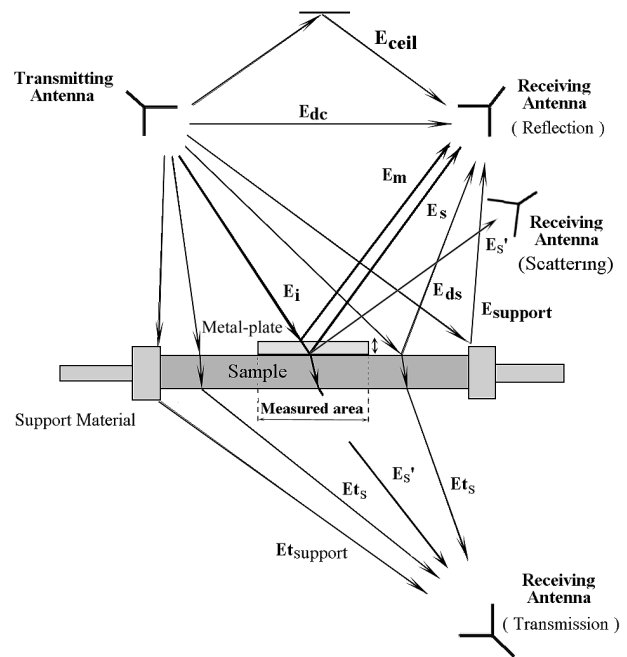 Eceil
Transmitting
Antenna
Receiving
Antenna
( Reflection )
Edc
Em
Es
Receiving
Antenna
(Scattering)
Es'
Ei
Eds
Esupport
Metal-plate
Sample
Measured area
Support Material
Ets
Es'
Ets
Etsupport
Receiving
Antenna
( Transmission )